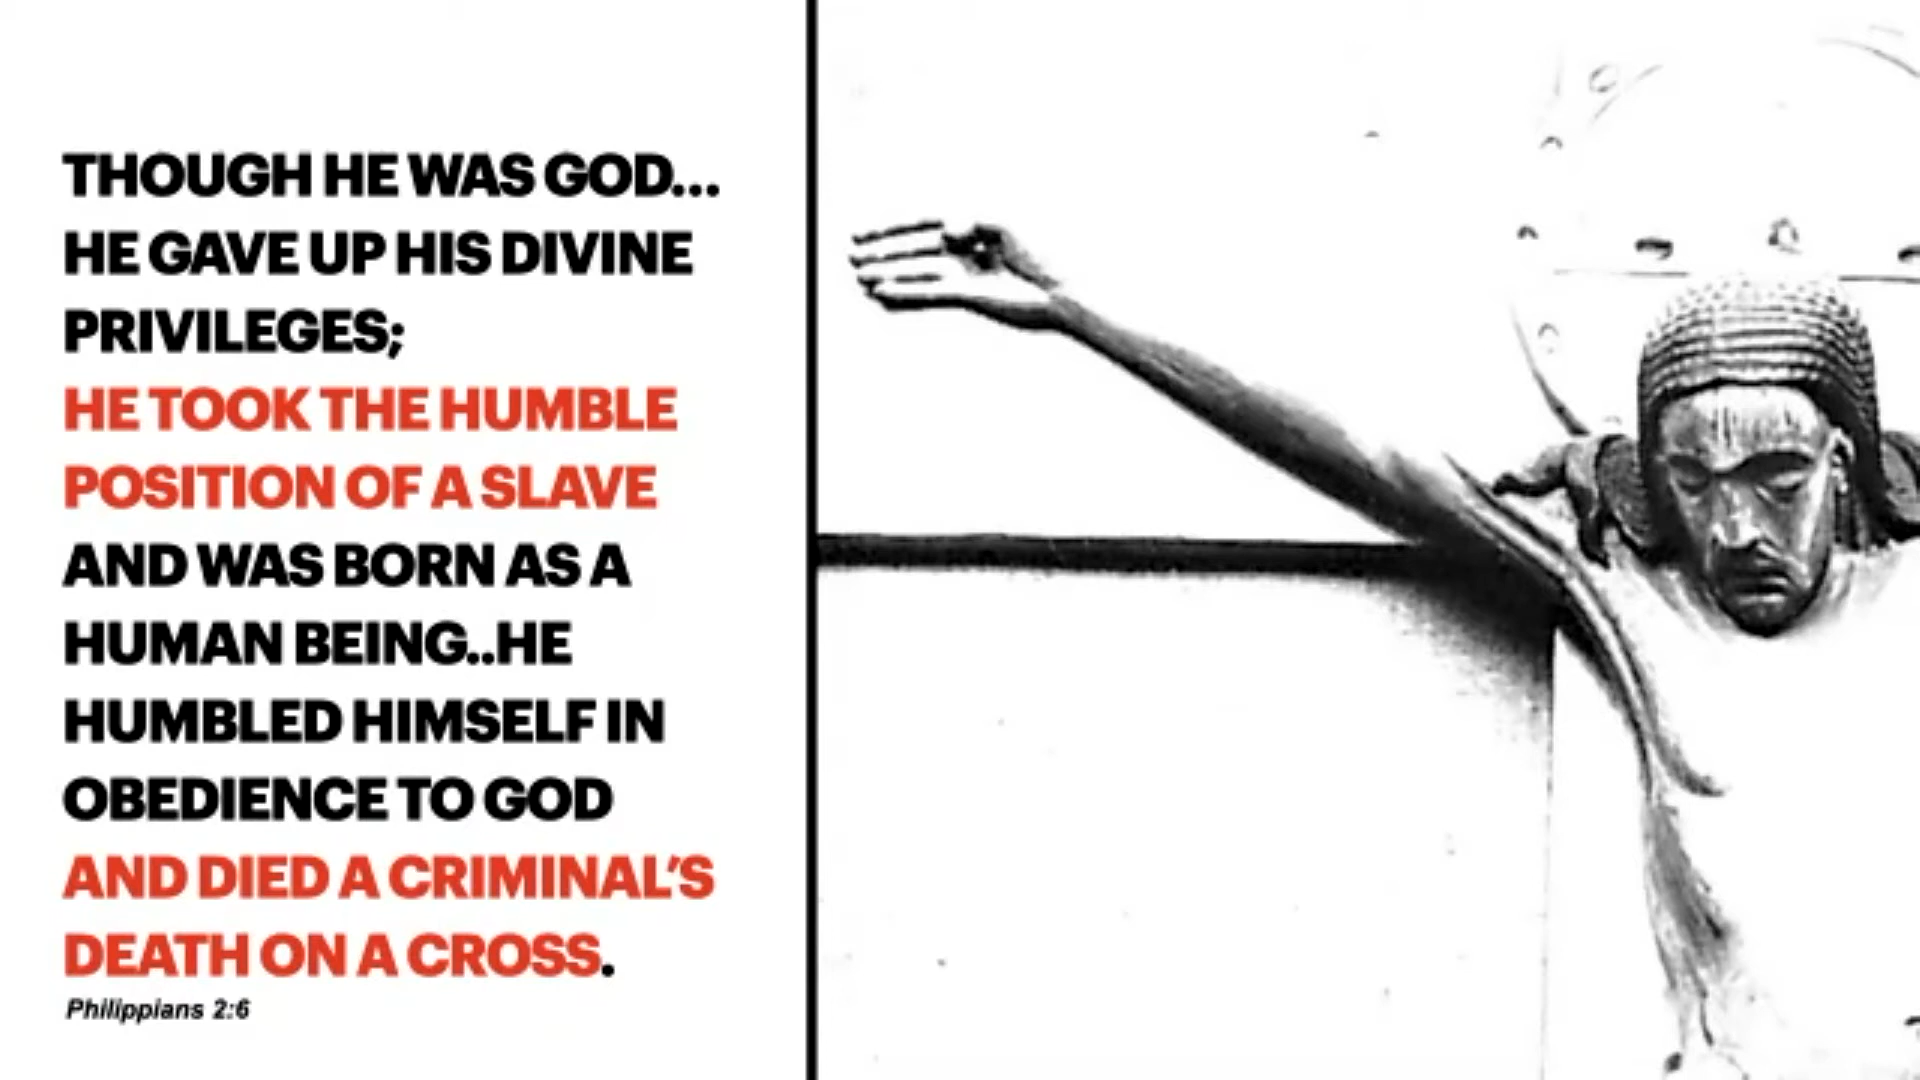 THOUGH HE WAS GOD...
HE GAVE UP HIS DIVINE
PRIVILEGES;
HE TOOK THE HUMBLE
POSITION OF A SLAVE
AND WAS BORN AS A
HUMAN BEING..HE
HUMBLED HIMSELF IN
OBEDIENCE TO GOD
AND DIED A CRIMINAL'S
DEATH ON A CROSS.
Philippians 2:6